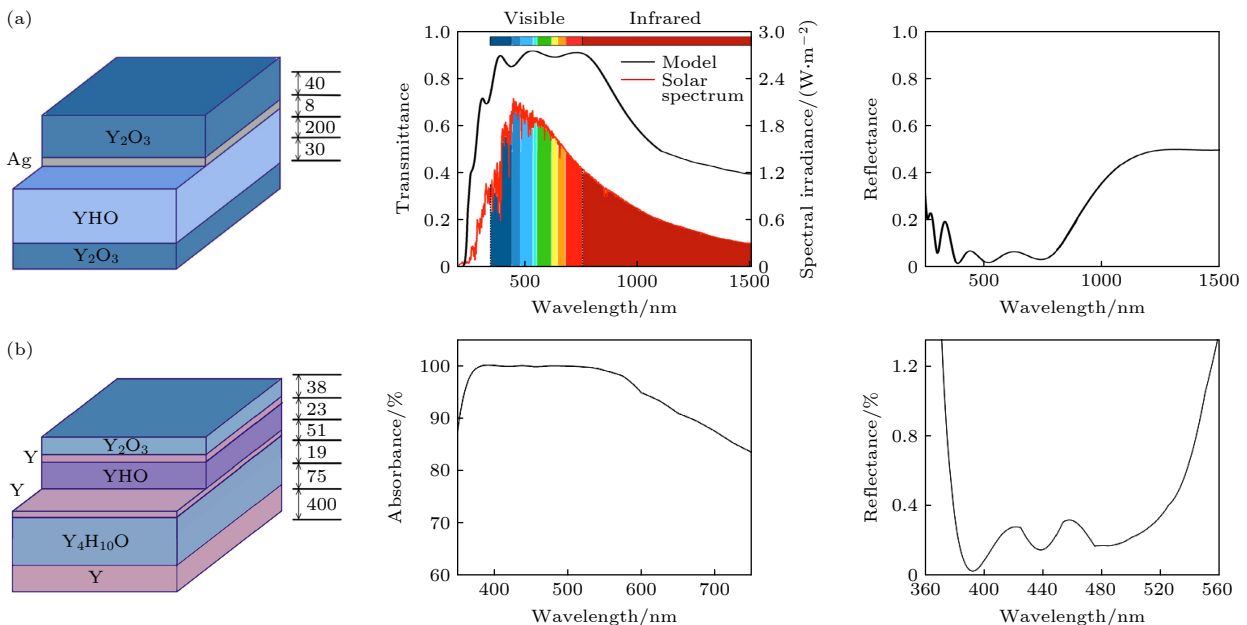 (a)
40
8
200
30
Y₂O₃
Ag
YHO
Y₂O₃
Visible
Infrared
1.0
0.8
0.6
0.4
0.2
0
Transmittance
Model
Solar
spectrum
3.0
2.4
1.8
1.2
0.6
0
Spectral irradiance/(W·m⁻²)
500
1000
1500
Wavelength/nm
1.0
0.8
0.6
0.4
0.2
0
Reflectance
500
1000
1500
Wavelength/nm
(b)
38
23
51
19
75
400
Y₂O₃
Y
YHO
Y
Y₄H₁₀O
Y
100
90
80
70
60
Absorbance/%
400
500
600
700
Wavelength/nm
1.2
0.8
0.4
0
Reflectance/%
360
400
440
480
520
560
Wavelength/nm